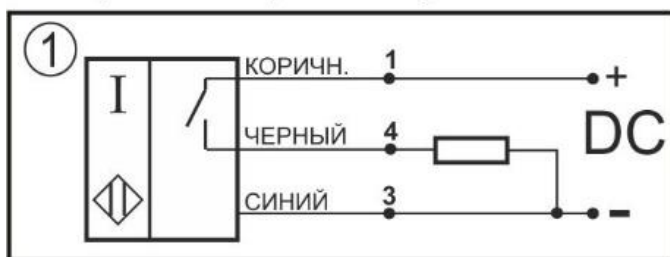 1
I
КОРИЧН. 1 +
ЧЕРНЫЙ 4
DC
СИНИЙ 3 -